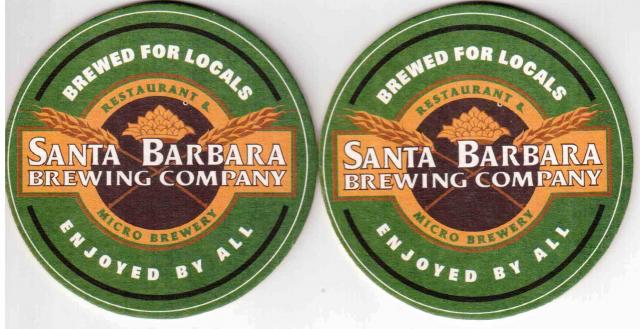 BREWED FOR LOCALS
RESTAURANT &
SANTA BARBARA
BREWING COMPANY
MICRO BREWERY
ENJOYED BY ALL
BREWED FOR LOCALS
RESTAURANT &
SANTA BARBARA
BREWING COMPANY
MICRO BREWERY
ENJOYED BY ALL